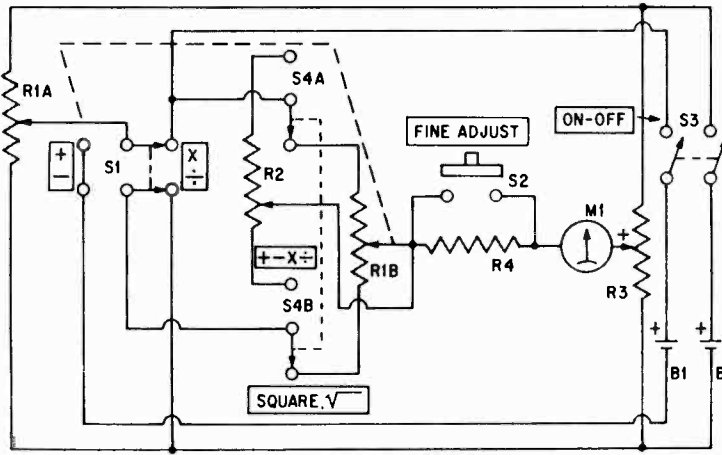 R1A
+
−
S1
X
÷
S4A
R2
+−X÷
S4B
SQUARE, √
R1B
FINE ADJUST
S2
R4
M1
+
R3
ON-OFF
S3
+
B1
+
B